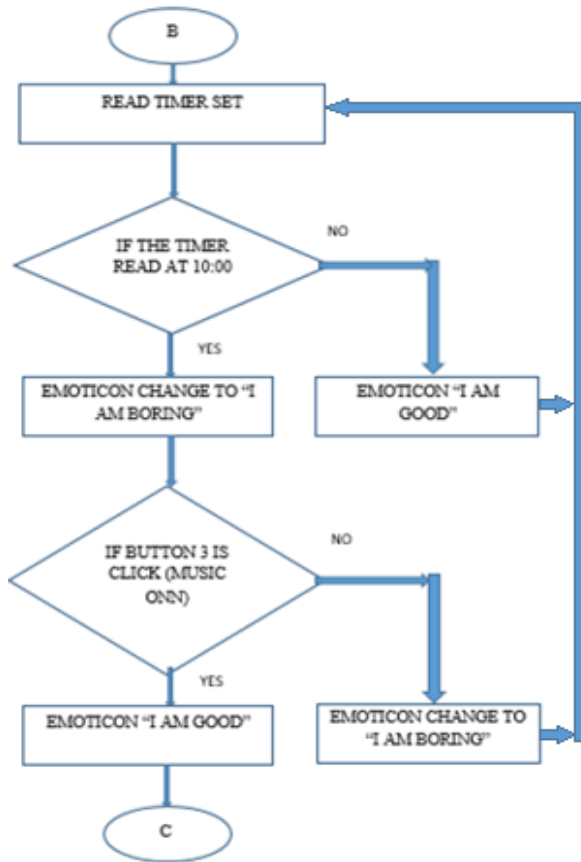 B
READ TIMER SET
IF THE TIMER
READ AT 10:00
NO
YES
EMOTICON CHANGE TO “I
AM BORING”
EMOTICON “I AM
GOOD”
IF BUTTON 3 IS
CLICK (MUSIC
ONN)
NO
YES
EMOTICON “I AM GOOD”
EMOTICON CHANGE TO
“I AM BORING”
C